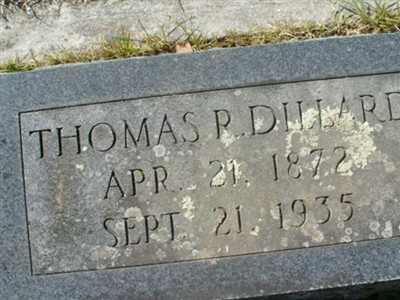 THOMAS R. DILLARD
APR. 21, 1872
SEPT. 21, 1935